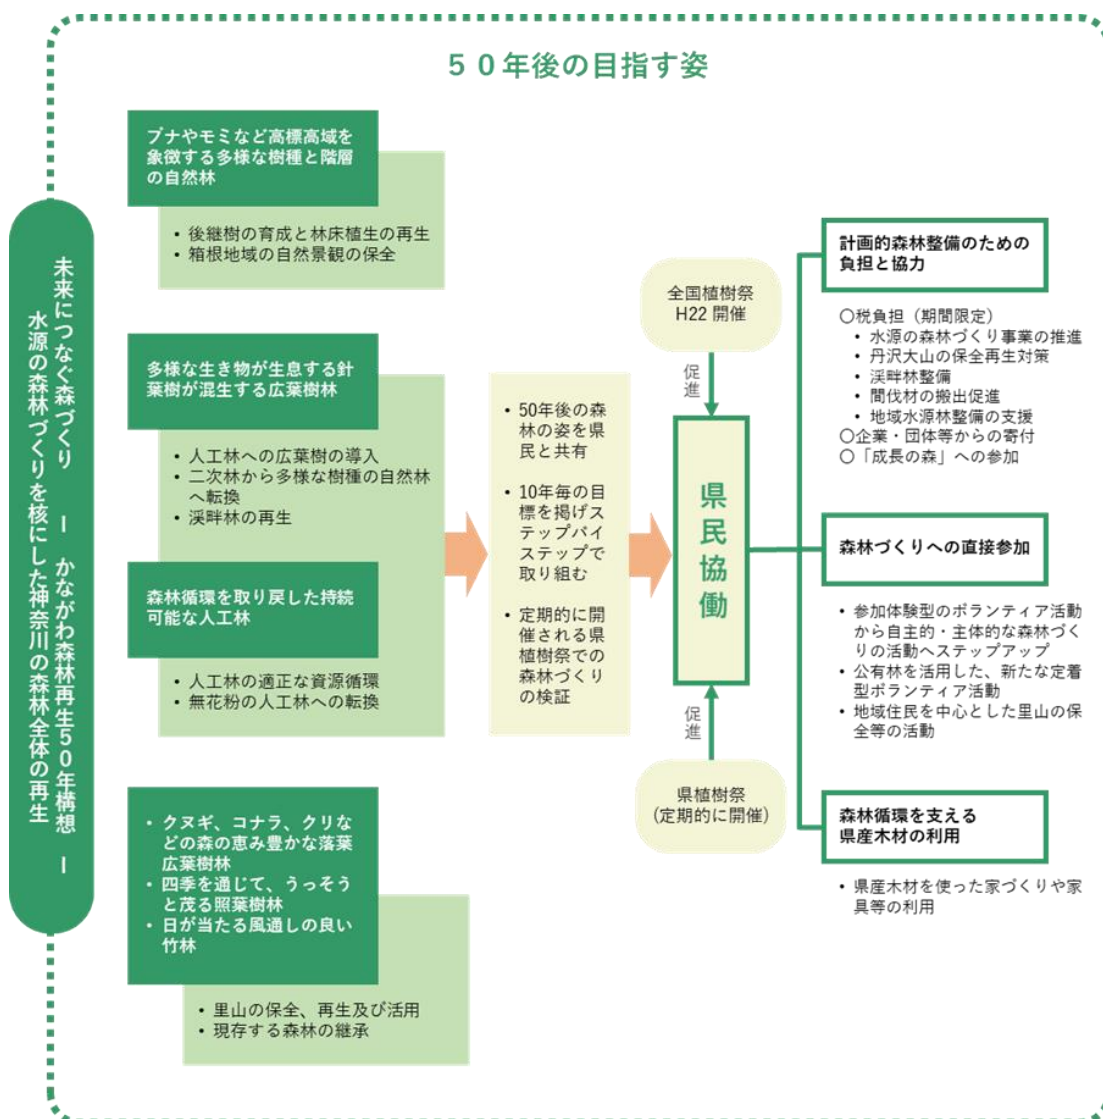 ５０年後の目指す姿
未来につなぐ森づくり ー かながわ森林再生５０年構想 ー
水源の森林づくりを核にした神奈川の森林全体の再生
ブナやモミなど高標高域を
象徴する多様な樹種と階層
の自然林
• 後継樹の育成と林床植生の再生
• 箱根地域の自然景観の保全
多様な生き物が生息する針
葉樹が混生する広葉樹林
• 人工林への広葉樹の導入
• 二次林から多様な樹種の自然林
へ転換
• 渓畔林の再生
森林循環を取り戻した持続
可能な人工林
• 人工林の適正な資源循環
• 無花粉の人工林への転換
• クヌギ、コナラ、クリな
どの森の恵み豊かな落葉
広葉樹林
• 四季を通じて、うっそう
と茂る照葉樹林
• 日が当たる風通しの良い
竹林
• 里山の保全、再生及び活用
• 現存する森林の継承
• 50年後の森
林の姿を県
民と共有
• 10年毎の目
標を掲げス
テップバイ
ステップで
取り組む
• 定期的に開
催される県
植樹祭での
森林づくり
の検証
全国植樹祭
H22 開催
促進
県民協働
促進
県植樹祭
(定期的に開催)
計画的森林整備のための
負担と協力
〇税負担（期間限定）
• 水源の森林づくり事業の推進
• 丹沢大山の保全再生対策
• 渓畔林整備
• 間伐材の搬出促進
• 地域水源林整備の支援
〇企業・団体等からの寄付
〇「成長の森」への参加
森林づくりへの直接参加
• 参加体験型のボランティア活動
から自主的・主体的な森林づく
りの活動へステップアップ
• 公有林を活用した、新たな定着
型ボランティア活動
• 地域住民を中心とした里山の保
全等の活動
森林循環を支える
県産木材の利用
• 県産木材を使った家づくりや家
具等の利用